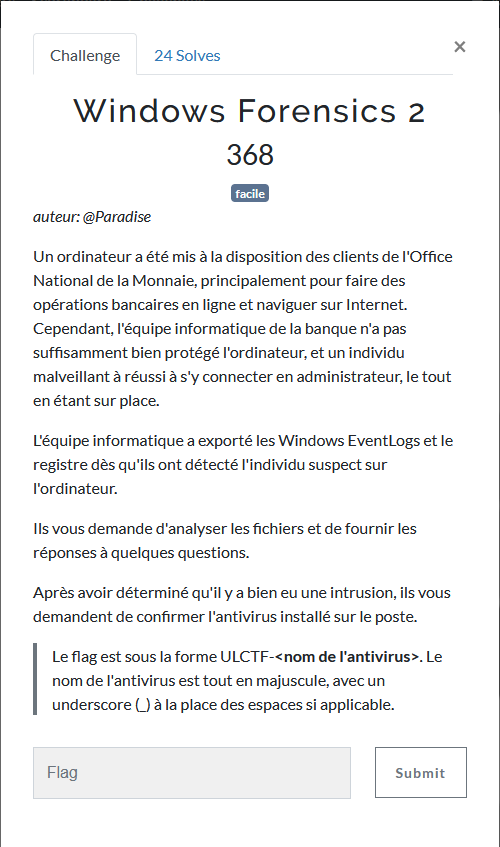 Challenge
24 Solves
×
Windows Forensics 2
368
facile
auteur: @Paradise
Un ordinateur a été mis à la disposition des clients de l'Office
National de la Monnaie, principalement pour faire des
opérations bancaires en ligne et naviguer sur Internet.
Cependant, l'équipe informatique de la banque n'a pas
suffisamment bien protégé l'ordinateur, et un individu
malveillant à réussi à s'y connecter en administrateur, le tout
en étant sur place.
L'équipe informatique a exporté les Windows EventLogs et le
registre dès qu'ils ont détecté l'individu suspect sur
l'ordinateur.
Ils vous demande d'analyser les fichiers et de fournir les
réponses à quelques questions.
Après avoir déterminé qu'il y a bien eu une intrusion, ils vous
demandent de confirmer l'antivirus installé sur le poste.
Le flag est sous la forme ULCTF-<nom de l'antivirus>. Le
nom de l'antivirus est tout en majuscule, avec un
underscore (_) à la place des espaces si applicable.
Flag
Submit